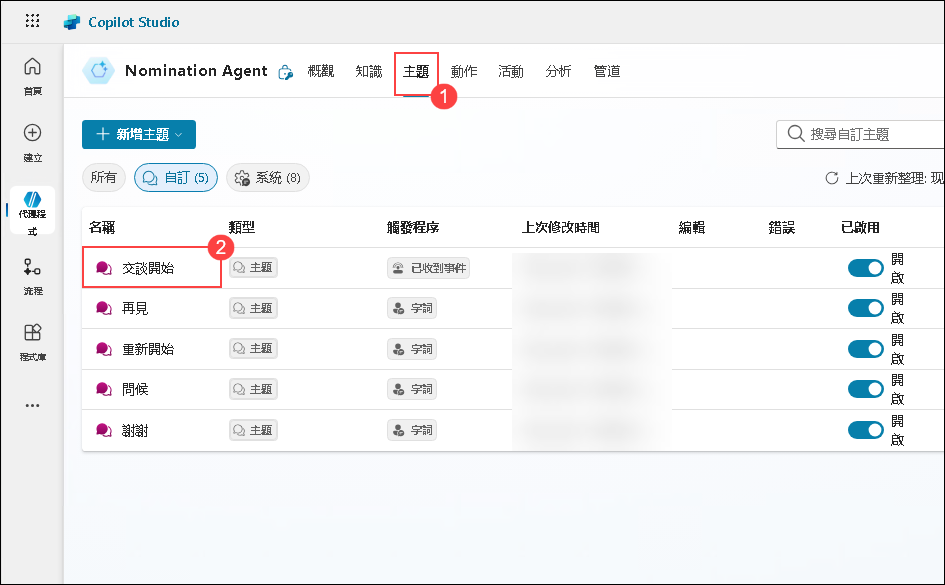 Copilot Studio
Nomination Agent 概觀 知識 主題 動作 活動 分析 管道
1
首頁
建立
代理程
式
流程
程式庫
新增主題
搜尋自訂主題
所有 自訂 (5) 系統 (8)
上次重新整理: 現
名稱 類型 觸發程序 上次修改時間 編輯 錯誤 已啟用
2
交談開始 主題 已收到事件 開啟
再見 主題 字詞 開啟
重新開始 主題 字詞 開啟
問候 主題 字詞 開啟
謝謝 主題 字詞 開啟